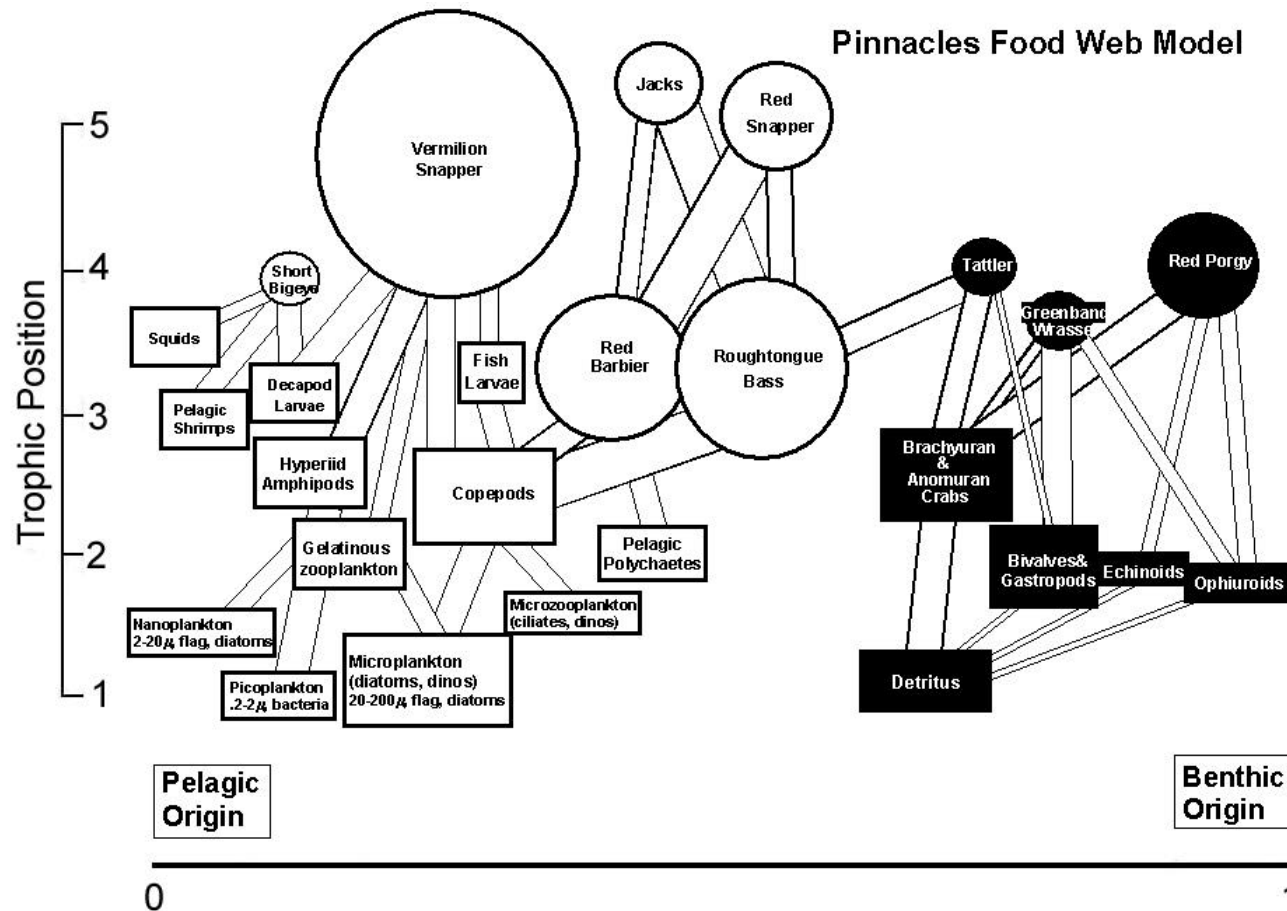 Pinnacles Food Web Model
Trophic Position
5
4
3
2
1
Vermilion
Snapper
Jacks
Red
Snapper
Short
Bigeye
Tattler
Red Porgy
Squids
Greenband
Wrasse
Fish
Larvae
Red
Barbier
Roughtongue
Bass
Decapod
Larvae
Pelagic
Shrimps
Hyperiid
Amphipods
Copepods
Brachyuran
&
Anomuran
Crabs
Gelatinous
zooplankton
Pelagic
Polychaetes
Bivalves&
Gastropods
Echinoids
Ophiuroids
Nanoplankton
2-20µ, flag, diatoms
Microzooplankton
(ciliates, dinos)
Picoplankton
.2-2µ, bacteria
Microplankton
(diatoms, dinos)
20-200µ, flag, diatoms
Detritus
Pelagic
Origin
Benthic
Origin
0